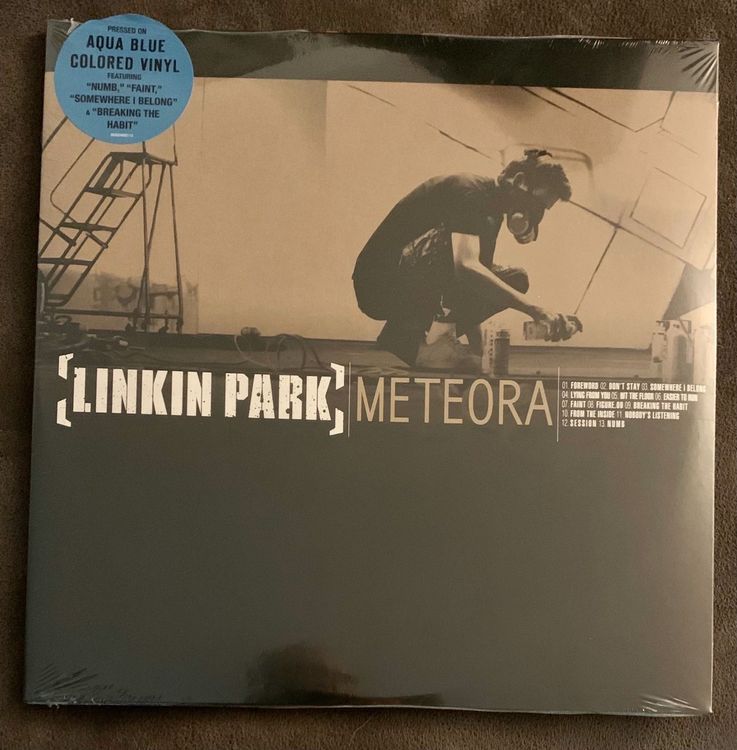 PRESSED ON
AQUA BLUE
COLORED VINYL
FEATURING
"NUMB," "FAINT,"
"SOMEWHERE I BELONG"
& "BREAKING THE
HABIT"
[LINKIN PARK]
METEORA
01. FOREWORD 02. DON'T STAY 03. SOMEWHERE I BELONG
04. LYING FROM YOU 05. HIT THE FLOOR 06. EASIER TO RUN
07. FAINT 08. FIGURE.09 09. BREAKING THE HABIT
10. FROM THE INSIDE 11. NOBODY'S LISTENING
12. SESSION 13. NUMB